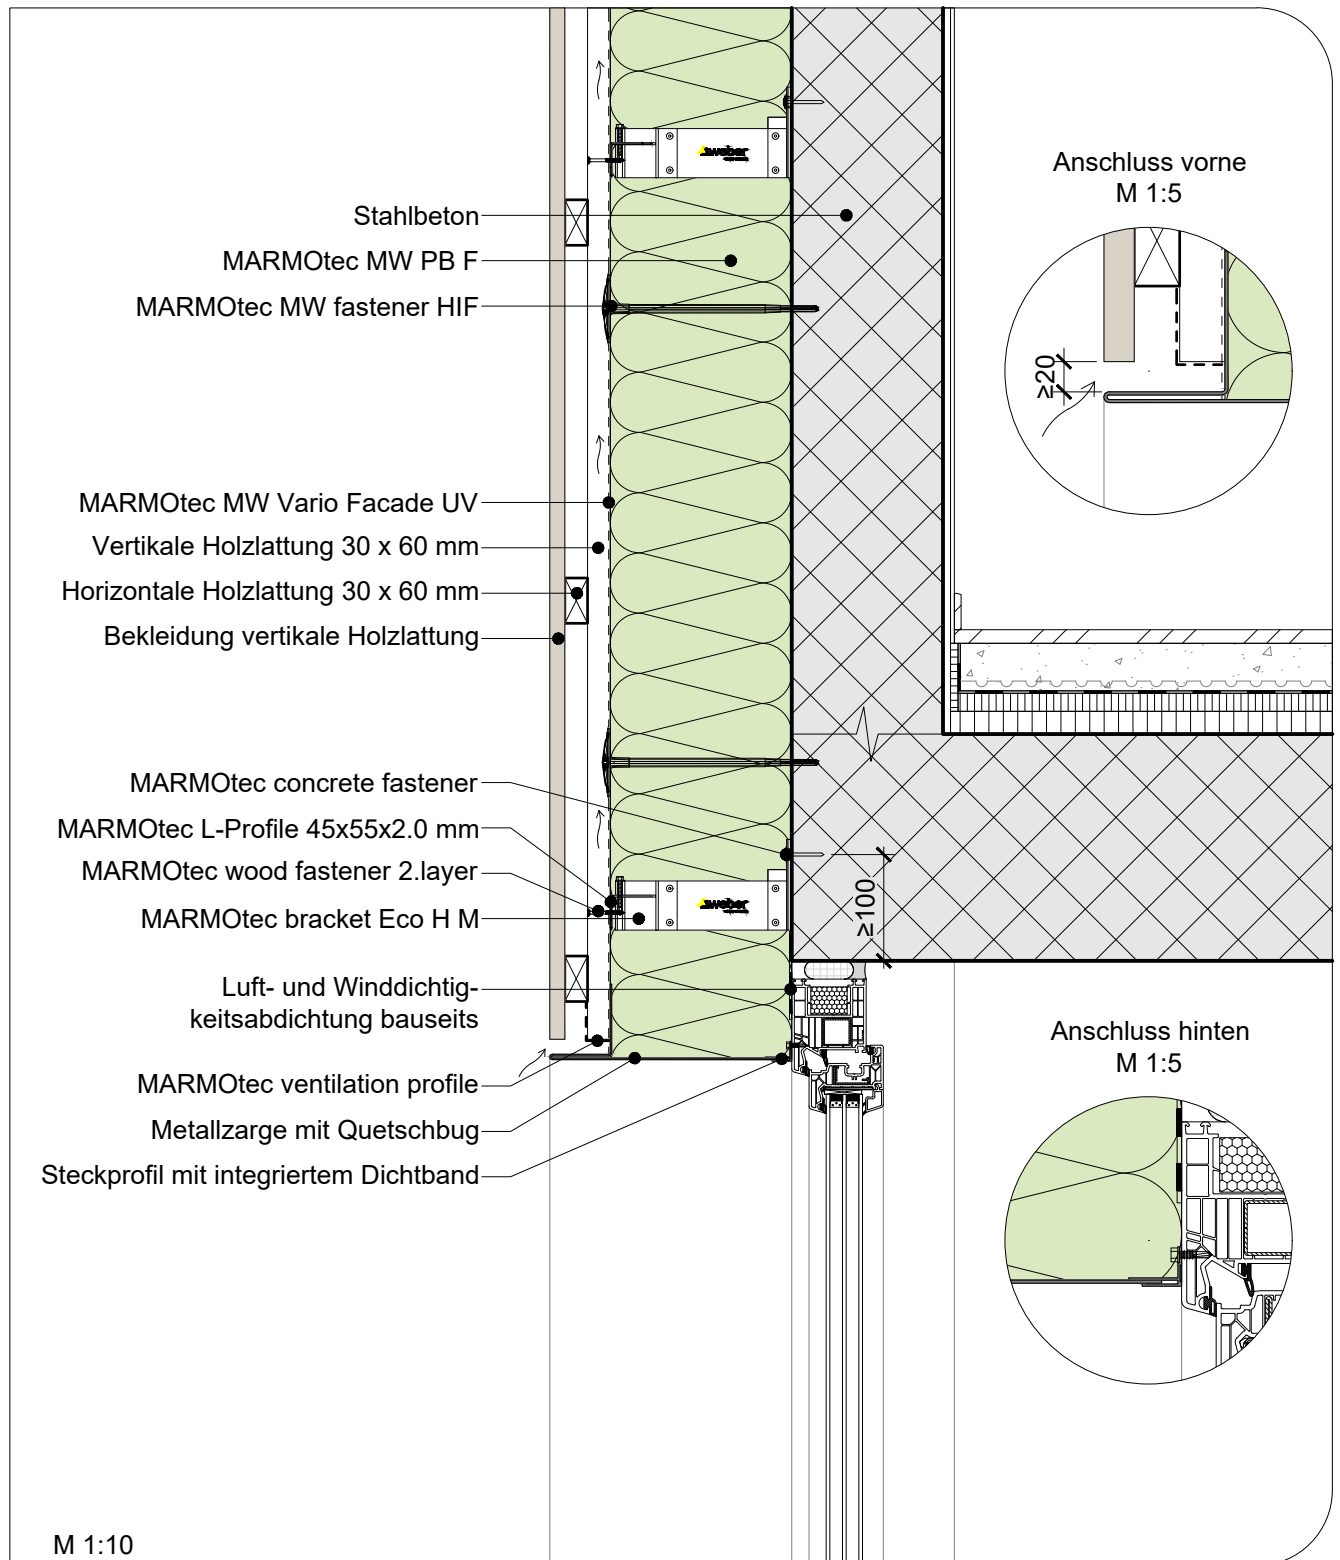 Stahlbeton
MARMOtec MW PB F
MARMOtec MW fastener HIF
MARMOtec MW Vario Facade UV
Vertikale Holzlattung 30 x 60 mm
Horizontale Holzlattung 30 x 60 mm
Bekleidung vertikale Holzlattung
MARMOtec concrete fastener
MARMOtec L-Profile 45x55x2.0 mm
MARMOtec wood fastener 2.layer
MARMOtec bracket Eco H M
Luft- und Winddichtig-
keitsabdichtung bauseits
MARMOtec ventilation profile
Metallzarge mit Quetschbug
Steckprofil mit integriertem Dichtband
M 1:10
weber
weber
≥100
Anschluss vorne
M 1:5
≥20
Anschluss hinten
M 1:5